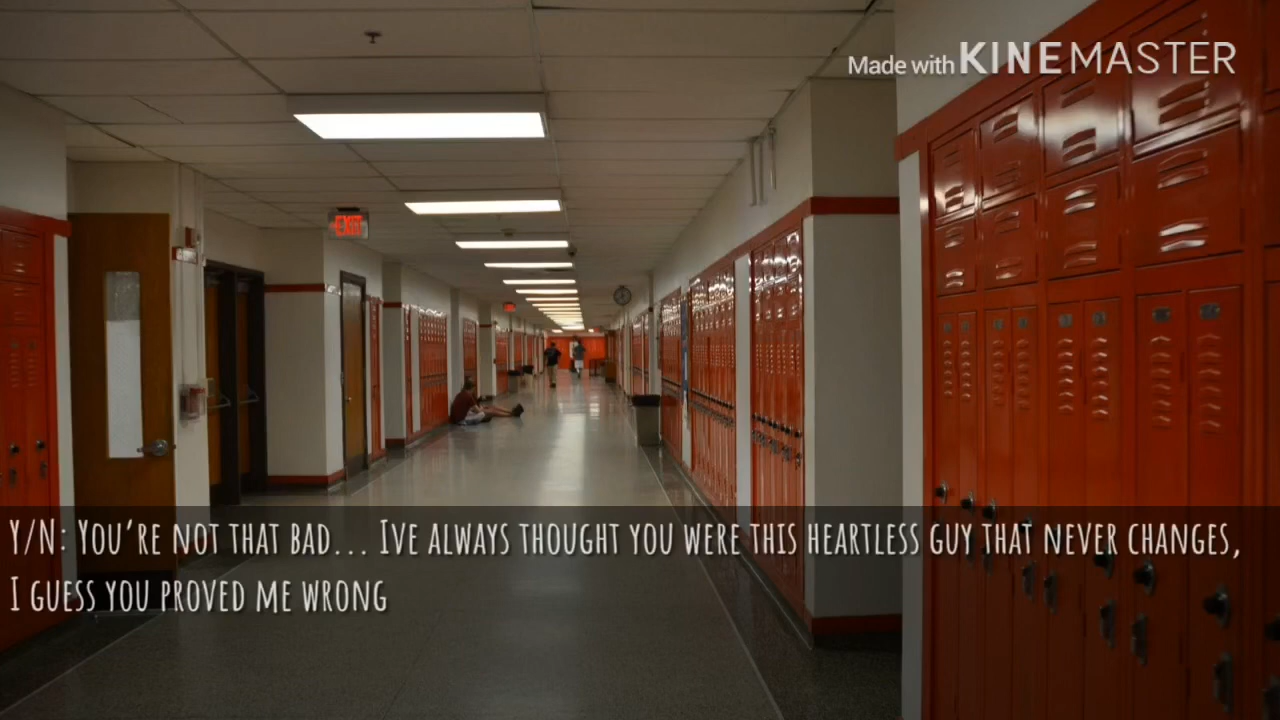 Made with KINEMASTER
EXIT
Y/N: You're not that bad... Ive always thought you were this heartless guy that never changes,
I guess you proved me wrong